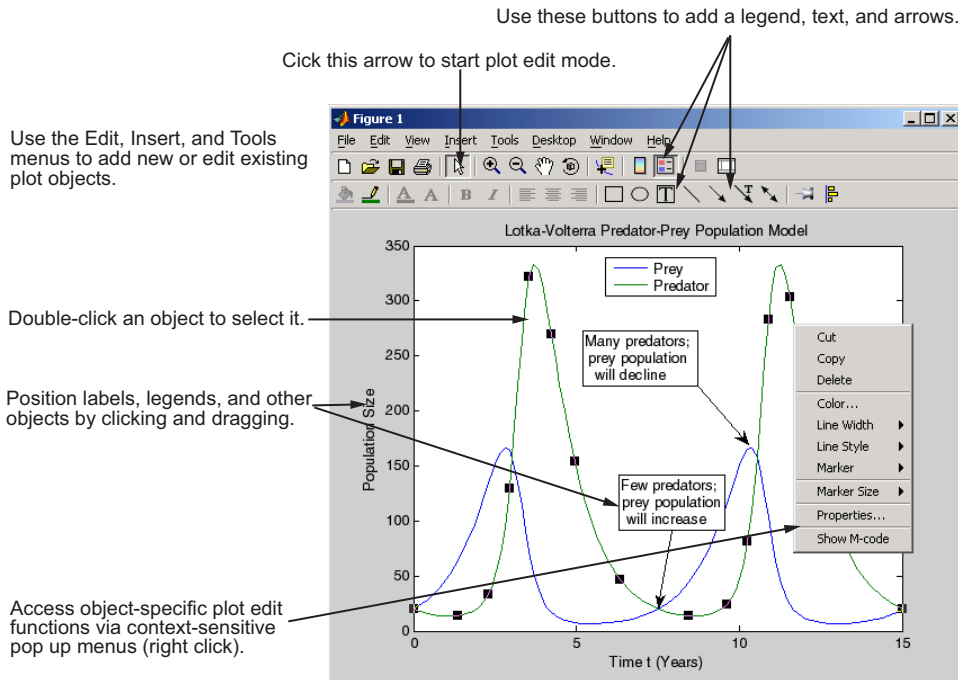 Use these buttons to add a legend, text, and arrows.
Cick this arrow to start plot edit mode.
Use the Edit, Insert, and Tools
menus to add new or edit existing
plot objects.
Figure 1
File Edit View Insert Tools Desktop Window Help
A A B I T T
Lotka-Volterra Predator-Prey Population Model
350
300
250
200
150
100
50
0
Population Size
Prey
Predator
Double-click an object to select it.
Many predators;
prey population
will decline
Position labels, legends, and other
objects by clicking and dragging.
Few predators;
prey population
will increase
Cut
Copy
Delete
Color...
Line Width
Line Style
Marker
Marker Size
Properties...
Show M-code
Access object-specific plot edit
functions via context-sensitive
pop up menus (right click).
0 5 10 15
Time t (Years)